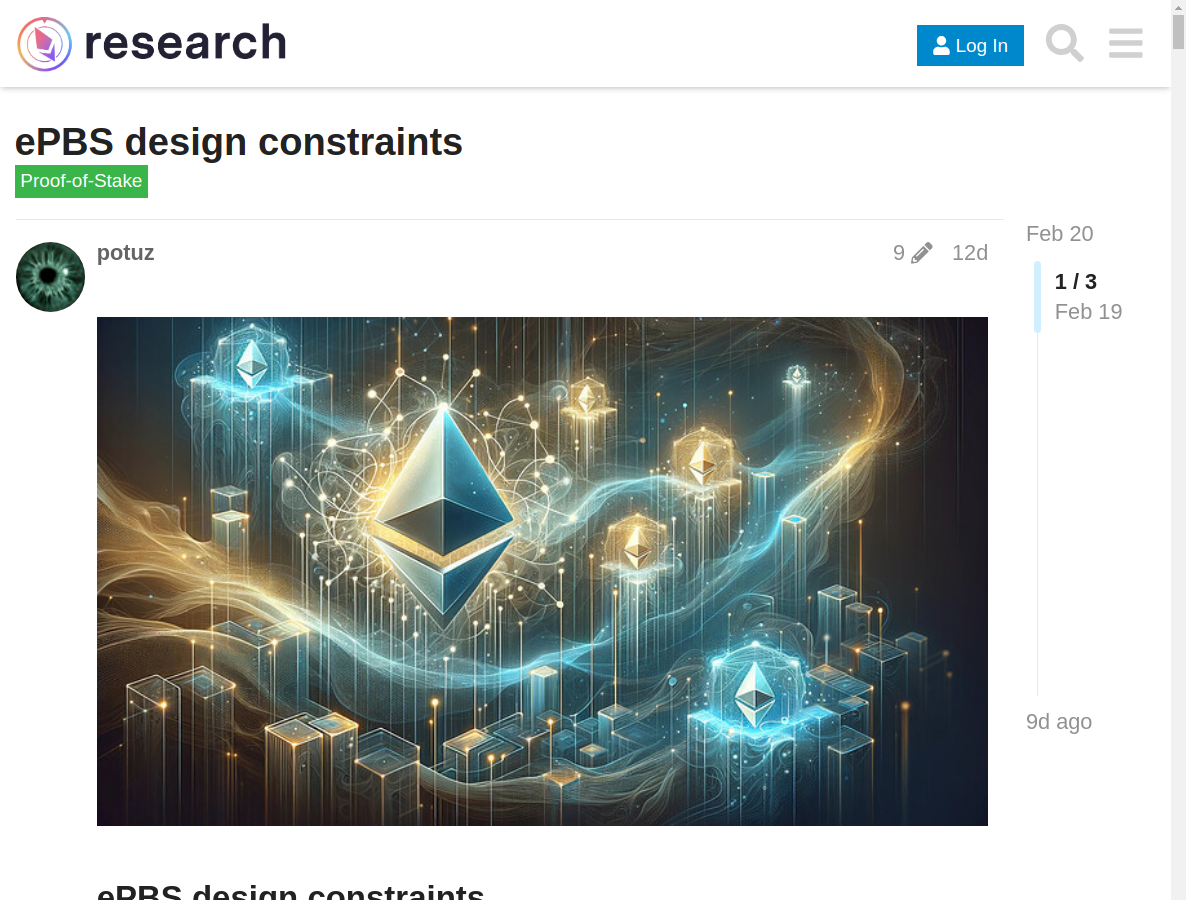 research
Log In
ePBS design constraints
Proof-of-Stake
potuz
9
12d
Feb 20
1 / 3
Feb 19
9d ago
ePBS design constraints